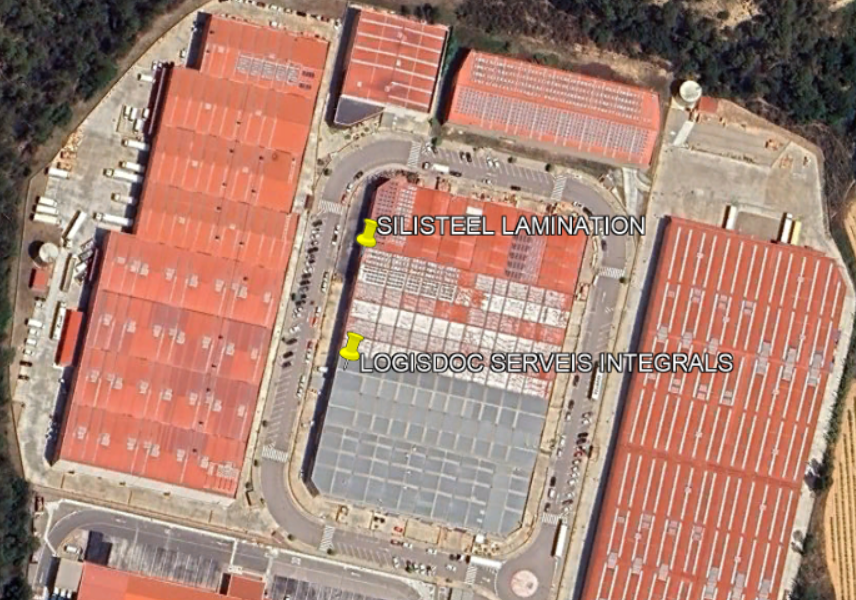 SILISTEEL LAMINATION
LOGISDOC SERVEIS INTEGRALS